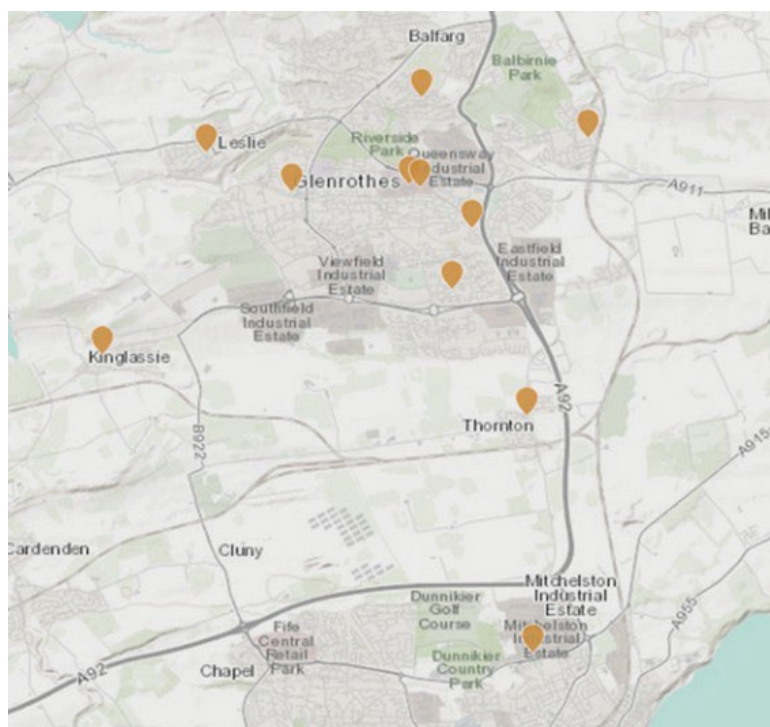 Balfarg
Balbirnie
Park
Leslie
Riverside
Park
Queensway
Industrial
Estate
Glenrothes
A911
Mil
Ba
Viewfield
Industrial
Estate
Eastfield
Industrial
Estate
Southfield
Industrial
Estate
Kinglassie
A92
Thornton
B922
A915
Cardenden
Cluny
Mitchelston
Industrial
Estate
Dunnikier
Golf
Course
Fife
Central
Retail
Park
Mitchelston
Industrial
Estate
A955
Chapel
Dunnikier
Country
Park
A92